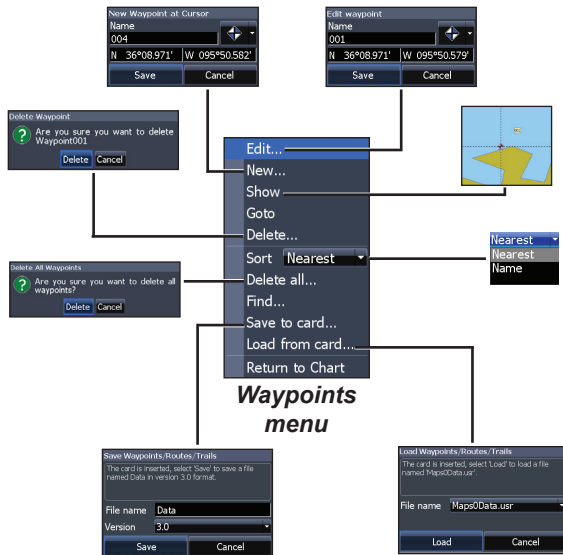 New Waypoint at Cursor
Name
004
N 36°08.971' W 095°50.582'
Save Cancel
Edit waypoint
Name
001
N 36°08.971' W 095°50.579'
Save Cancel
Delete Waypoint
Are you sure you want to delete
Waypoint001
Delete Cancel
Edit...
New...
Show
Goto
Delete...
Sort Nearest
Delete all...
Find...
Save to card...
Load from card...
Return to Chart
001
Nearest
Nearest
Name
Delete All Waypoints
Are you sure you want to delete all
waypoints?
Delete Cancel
Waypoints
menu
Save Waypoints/Routes/Trails
The card is inserted, select 'Save' to save a file
named Data in version 3.0 format.
File name Data
Version 3.0
Save Cancel
Load Waypoints/Routes/Trails
The card is inserted, select 'Load' to load a file
named 'Maps0Data.usr'.
File name Maps0Data.usr
Load Cancel